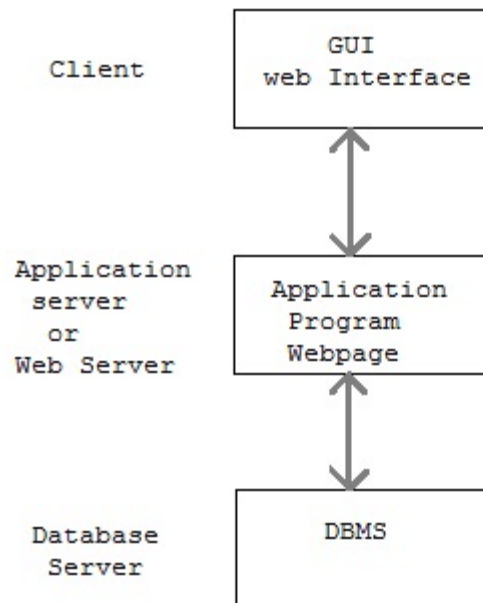 Client
GUI
web Interface
Application
server
or
Web Server
Application
Program
Webpage
Database
Server
DBMS